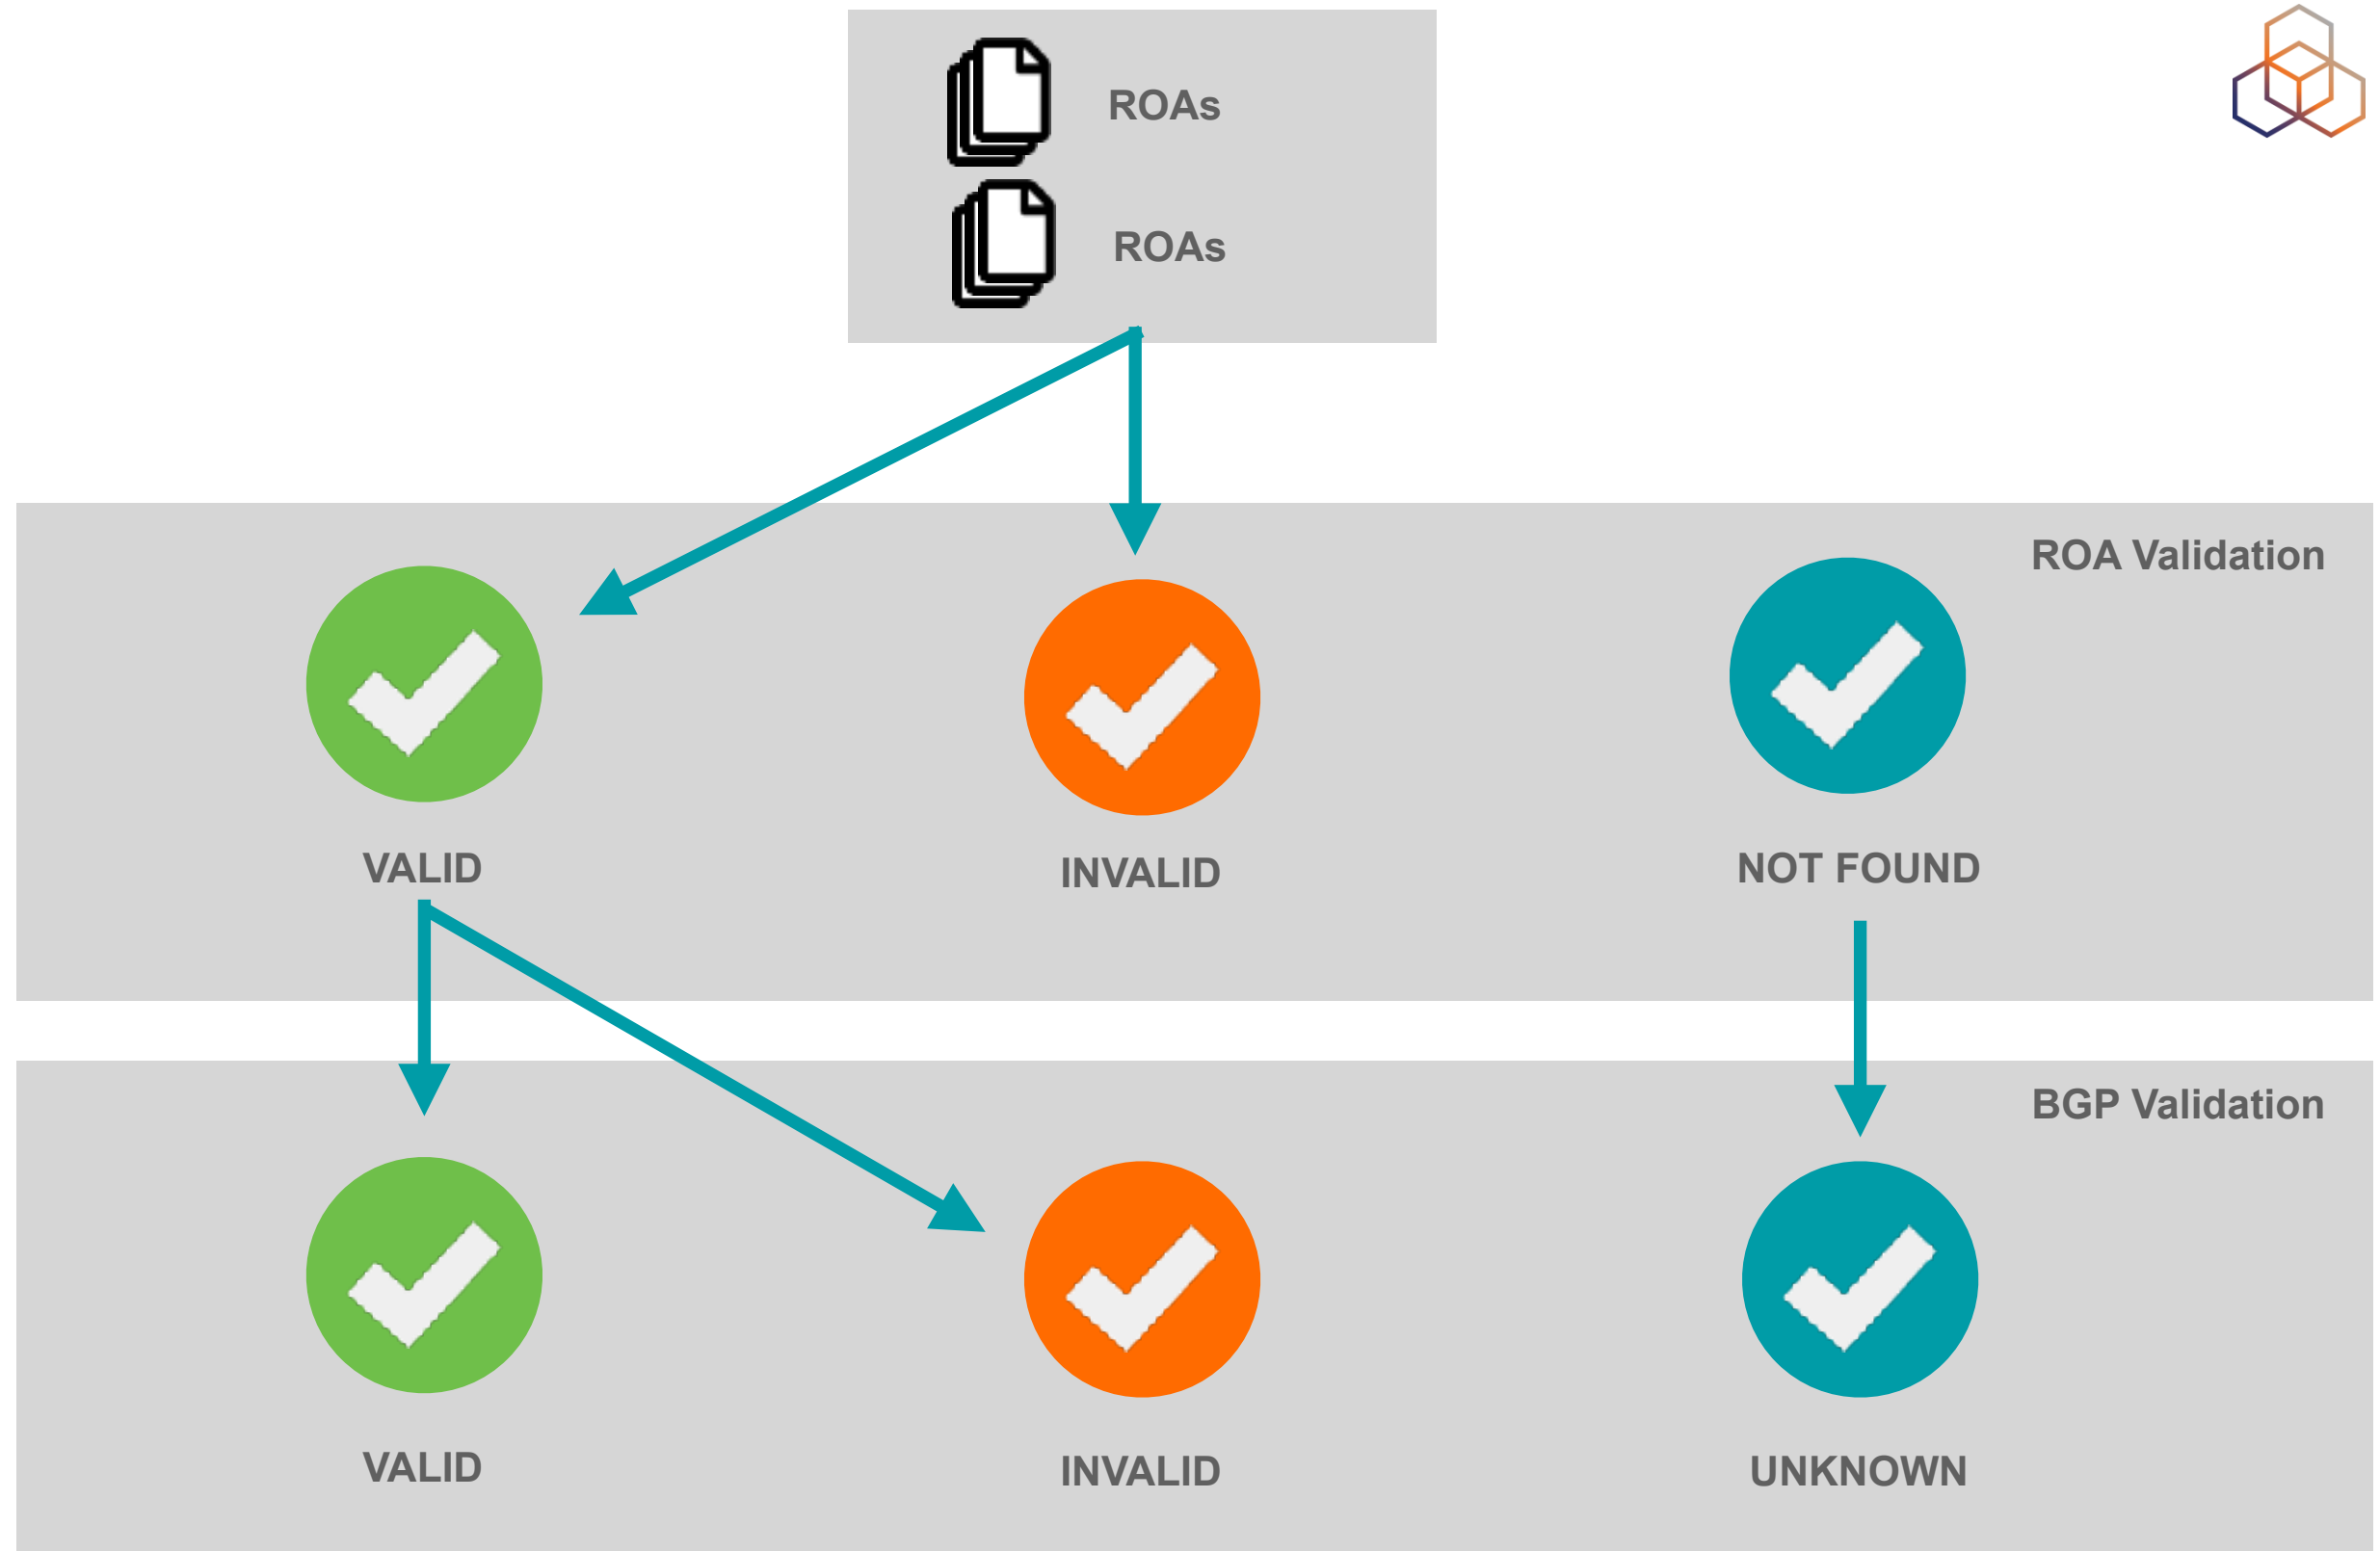 ROAs
ROAs
ROA Validation
VALID
INVALID
NOT FOUND
BGP Validation
VALID
INVALID
UNKNOWN